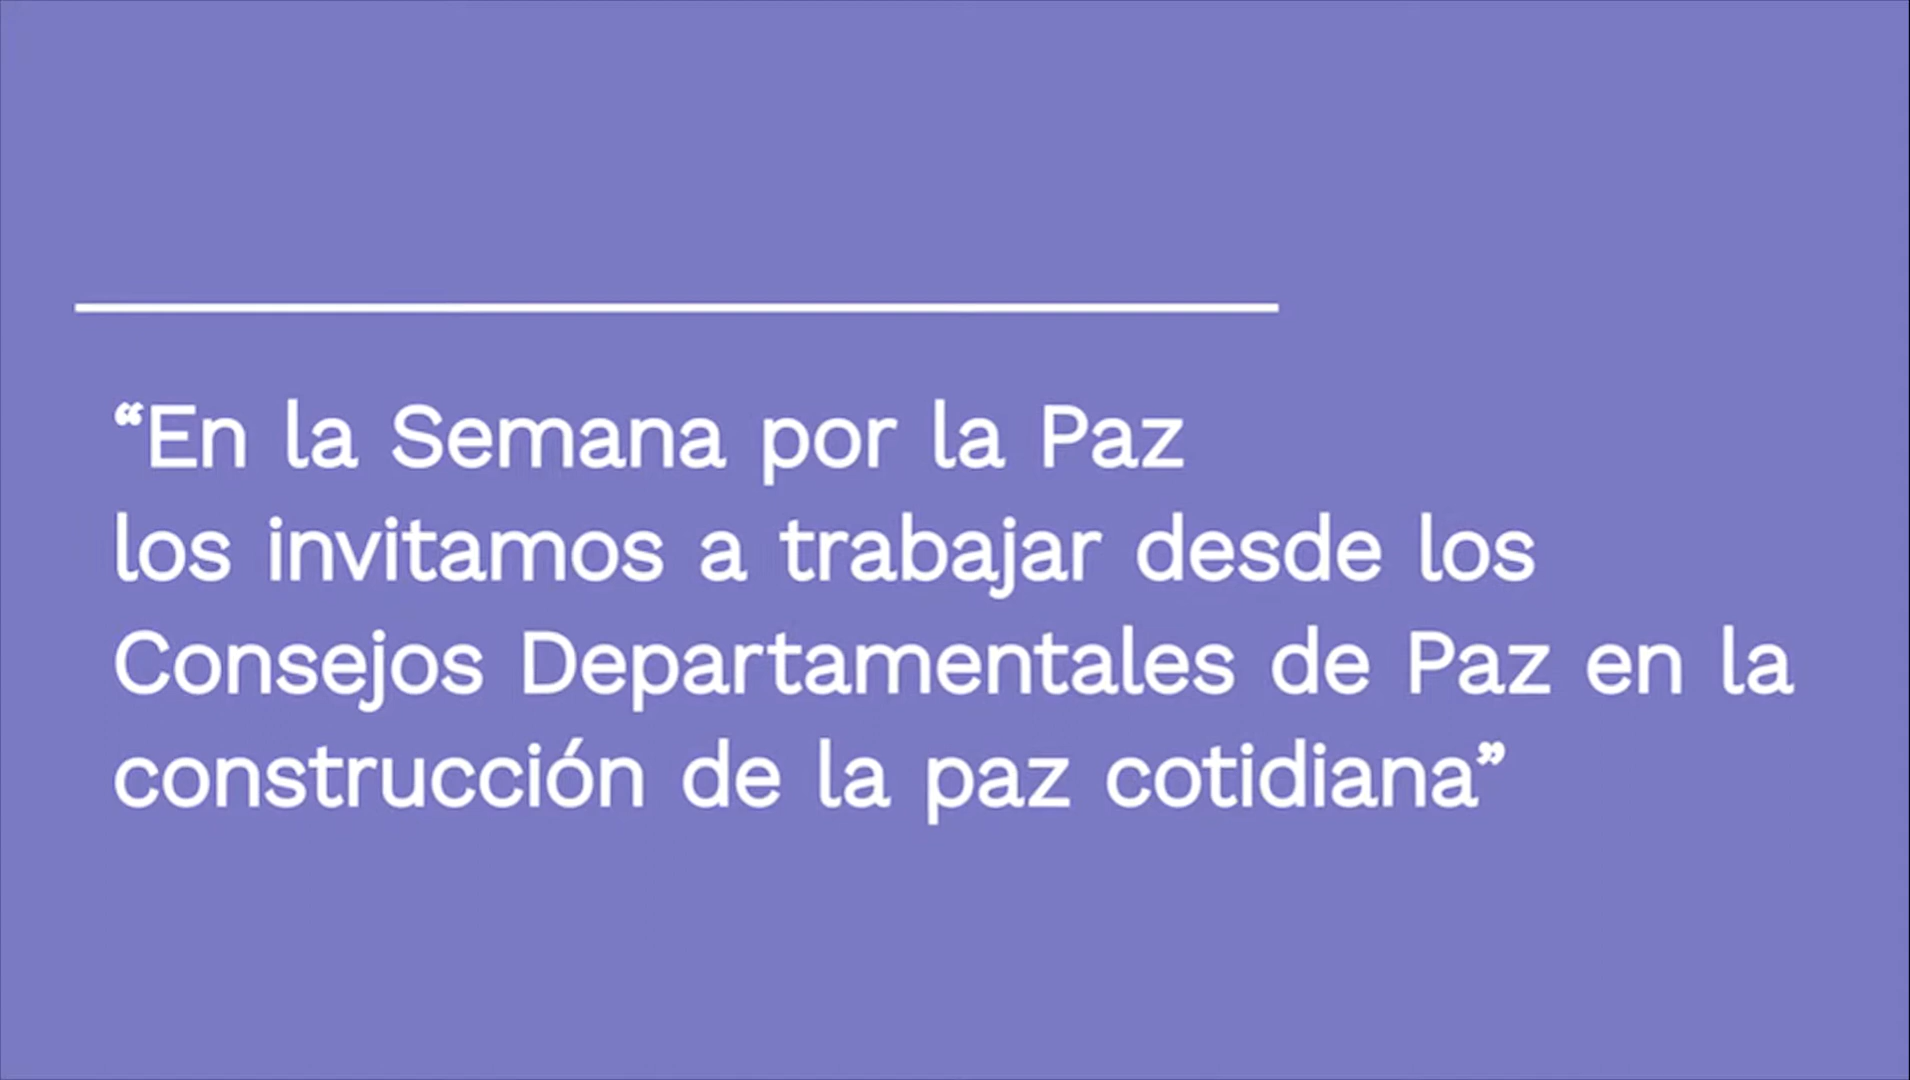 “En la Semana por la Paz
los invitamos a trabajar desde los
Consejos Departamentales de Paz en la
construcción de la paz cotidiana”